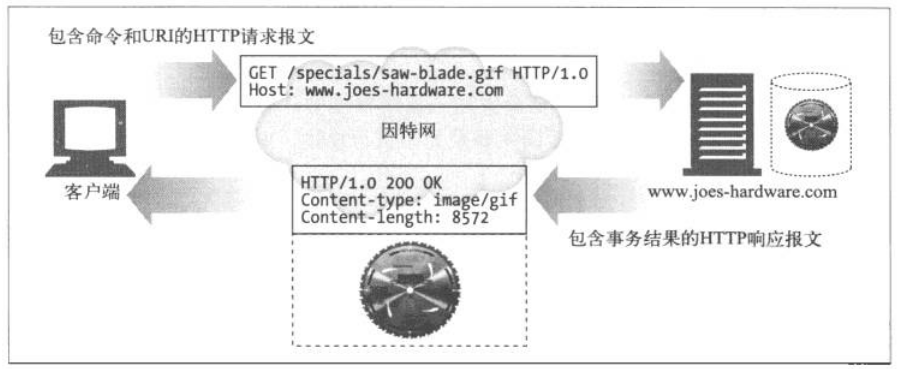 包含命令和URI的HTTP请求报文
GET /specials/saw-blade.gif HTTP/1.0
Host: www.joes-hardware.com
因特网
客户端
HTTP/1.0 200 OK
Content-type: image/gif
Content-length: 8572
www.joes-hardware.com
包含事务结果的HTTP响应报文